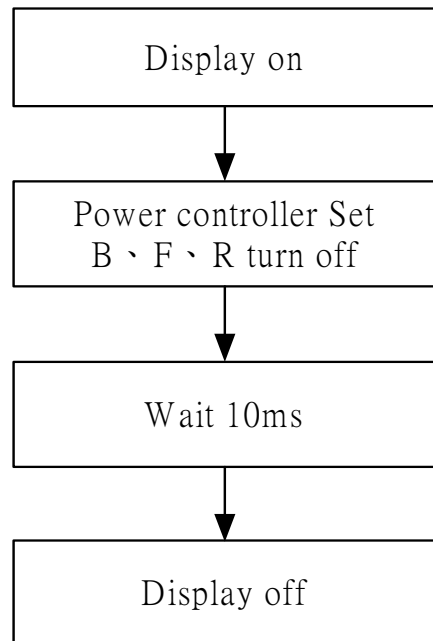 Display on
Power controller Set
B、F、R turn off
Wait 10ms
Display off